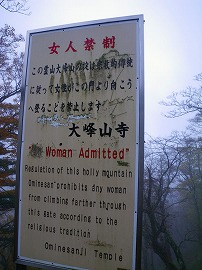 女人禁制
この霊山大峰山の掟は宗教的伝統
に従って女性がこの門より向こう
へ登ることを禁止します
大峰山寺
"No Woman Admitted"
Regulation of this holly mountain
Ominesan prohibits any woman
from climbing farther through
this gate according to the
religious tradition
Ominesanji Temple